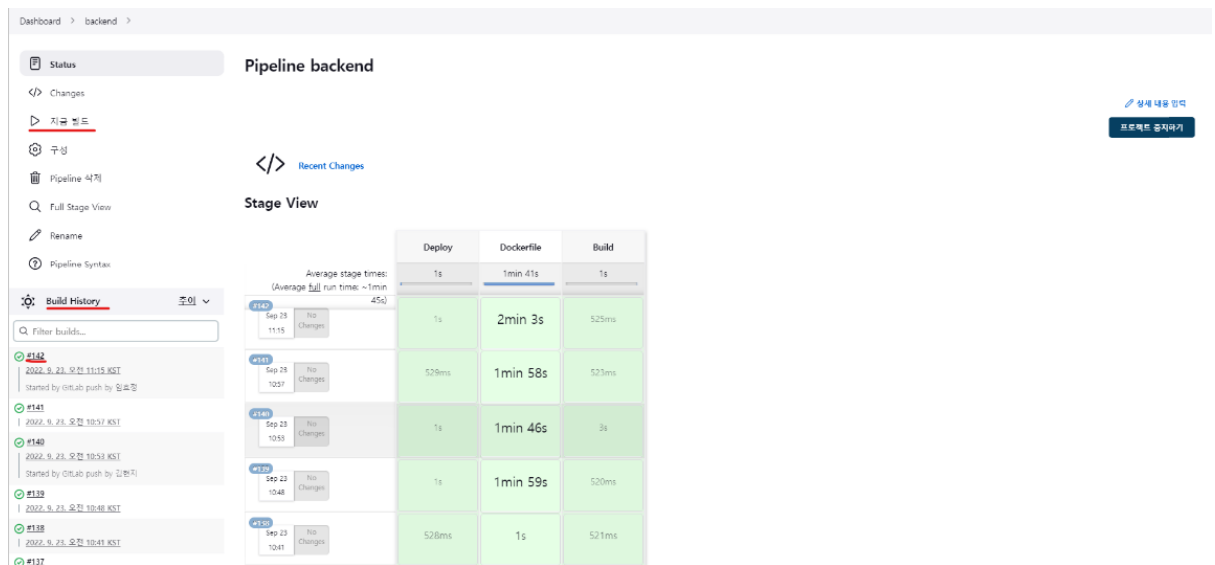 Dashboard > backend >
Status
Changes
지금 빌드
구성
Pipeline 삭제
Full Stage View
Rename
Pipeline Syntax
Build History 추이
Filter builds...
#142
2022. 9. 23. 오전 11:15 KST
Started by GitLab push by 임효정
#141
2022. 9. 23. 오전 10:57 KST
#140
2022. 9. 23. 오전 10:53 KST
Started by GitLab push by 김현지
#139
2022. 9. 23. 오전 10:48 KST
#138
2022. 9. 23. 오전 10:41 KST
#137
Pipeline backend
상세 내용 입력
프로젝트 중지하기
Recent Changes
Stage View
Deploy Dockerfile Build
Average stage times: 1s 1min 41s 1s
(Average full run time: ~1min
45s)
#142
Sep 23 No
11:15 Changes
1s 2min 3s 525ms
#141
Sep 23 No
10:57 Changes
529ms 1min 58s 523ms
#140
Sep 23 No
10:53 Changes
1s 1min 46s 3s
#139
Sep 23 No
10:48 Changes
1s 1min 59s 520ms
#138
Sep 23 No
10:41 Changes
528ms 1s 521ms